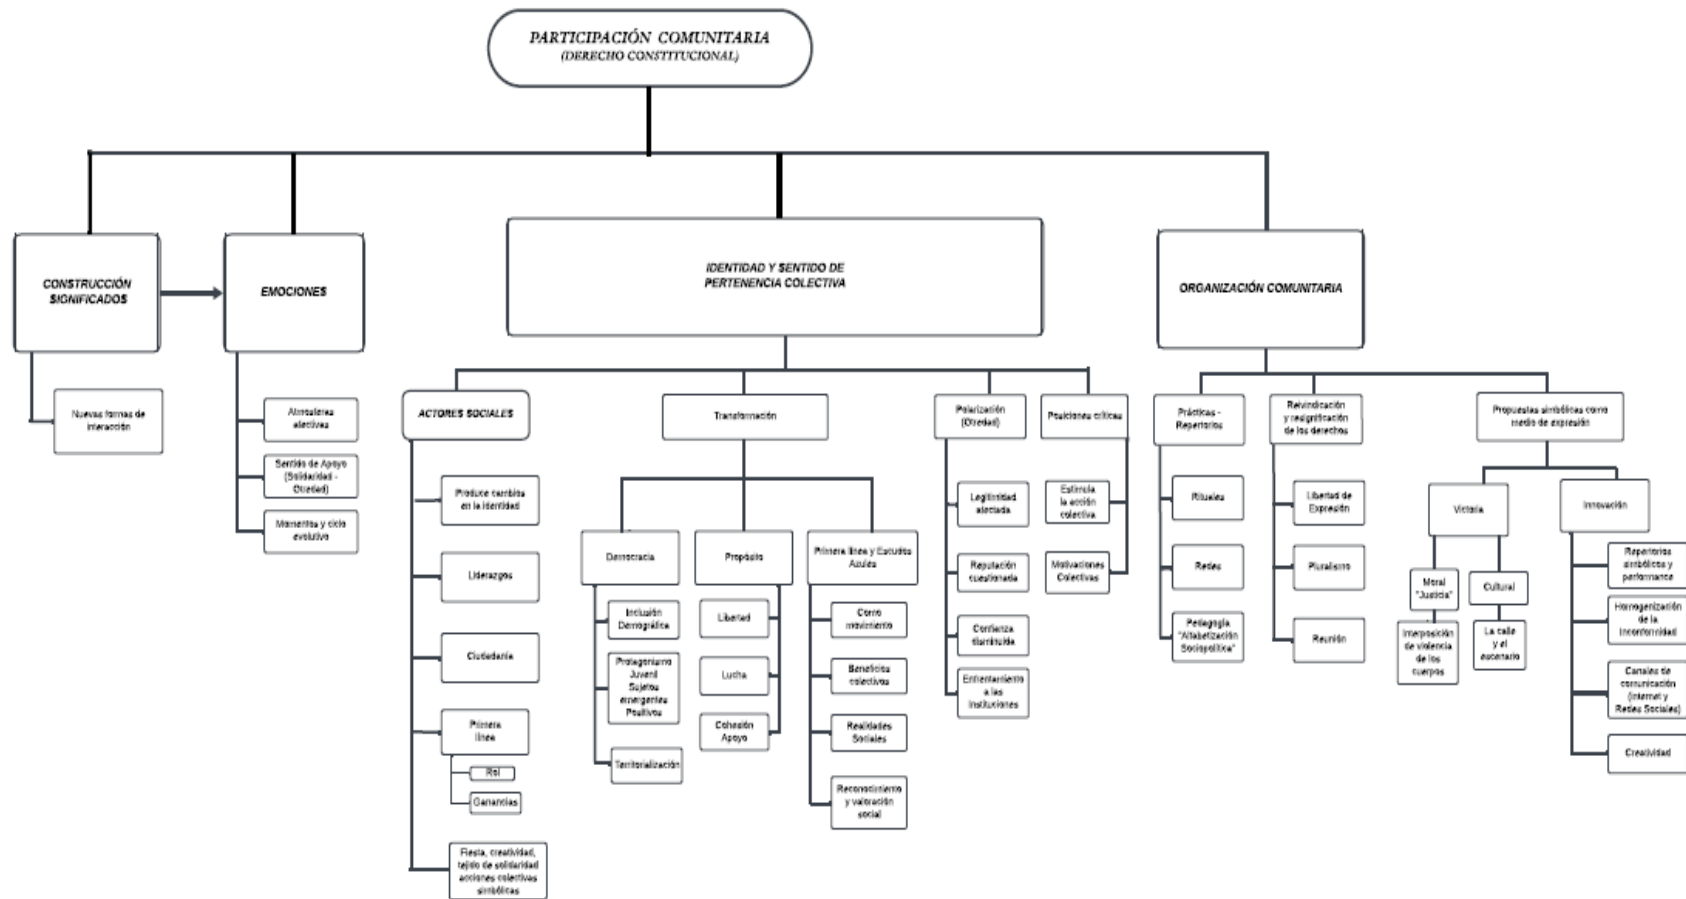 PARTICIPACIÓN COMUNITARIA
(DERECHO CONSTITUCIONAL)
CONSTRUCCIÓN
SIGNIFICADOS
EMOCIONES
IDENTIDAD Y SENTIDO DE
PERTENENCIA COLECTIVA
ORGANIZACIÓN COMUNITARIA
Nuevas formas de
interacción
Atmosferas
afectivas
Sentido de Apoyo
(Solidaridad -
Otredad)
Momentos y ciclo
evolutivo
ACTORES SOCIALES
Produce cambios
en la identidad
Liderazgos
Ciudadanía
Primera
línea
Rol
Ganancias
Fiesta, creatividad,
tejido de solidaridad
acciones colectivas
simbólicas
Transformación
Democracia
Inclusión
Demográfica
Protagonismo
Juvenil
Sujetos
emergentes
Positivos
Territorialización
Propósito
Libertad
Lucha
Cohesión
Apoyo
Primera línea y Escudos
Azules
Como
movimiento
Beneficios
colectivos
Realidades
Sociales
Reconocimiento
y valoración
social
Polarización
(Otredad)
Legitimidad
afectada
Reputación
cuestionada
Confianza
disminuida
Enfrentamiento
a las
instituciones
Posiciones críticas
Estimula
la acción
colectiva
Motivaciones
Colectivas
Prácticas -
Repertorios
Rituales
Redes
Pedagogía
"Alfabetización
Sociopolítica"
Reivindicación
y resignificación
de los derechos
Libertad de
Expresión
Pluralismo
Reunión
Propuestas simbólicas como
medio de expresión
Victoria
Moral
"Justicia"
Interposición
de violencia
de los
cuerpos
Cultural
La calle
y el
escenario
Innovación
Repertorios
simbólicos y
performance
Homogenización
de la
Inconformidad
Canales de
comunicación
(Internet y
Redes Sociales)
Creatividad